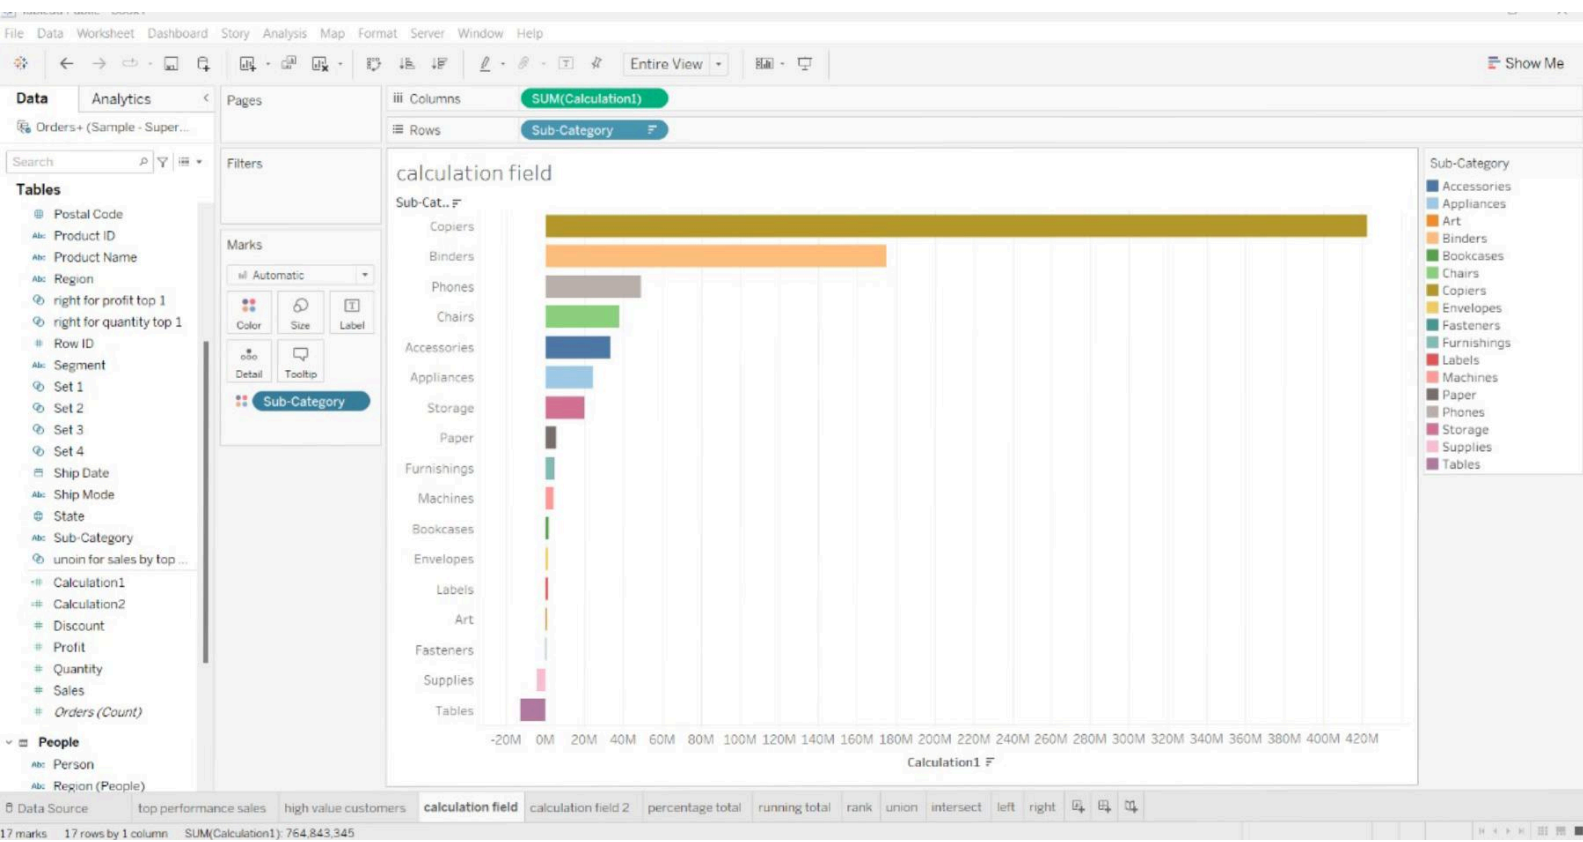 File Data Worksheet Dashboard Story Analysis Map Format Server Window Help
Entire View
Show Me
Data Analytics
Orders+ (Sample - Super...
Search
Tables
Postal Code
Abc Product ID
Abc Product Name
Abc Region
right for profit top 1
right for quantity top 1
# Row ID
Abc Segment
Set 1
Set 2
Set 3
Set 4
Ship Date
Abc Ship Mode
State
Abc Sub-Category
unoin for sales by top ...
=# Calculation1
=# Calculation2
# Discount
# Profit
# Quantity
# Sales
# Orders (Count)
People
Abc Person
Abc Region (People)
Pages
Filters
Marks
Automatic
Color Size Label
Detail Tooltip
Sub-Category
Columns SUM(Calculation1)
Rows Sub-Category
calculation field
Sub-Cat..
Copiers
Binders
Phones
Chairs
Accessories
Appliances
Storage
Paper
Furnishings
Machines
Bookcases
Envelopes
Labels
Art
Fasteners
Supplies
Tables
-20M 0M 20M 40M 60M 80M 100M 120M 140M 160M 180M 200M 220M 240M 260M 280M 300M 320M 340M 360M 380M 400M 420M
Calculation1
Sub-Category
Accessories
Appliances
Art
Binders
Bookcases
Chairs
Copiers
Envelopes
Fasteners
Furnishings
Labels
Machines
Paper
Phones
Storage
Supplies
Tables
Data Source top performance sales high value customers calculation field calculation field 2 percentage total running total rank union intersect left right
17 marks 17 rows by 1 column SUM(Calculation1): 764,843,345